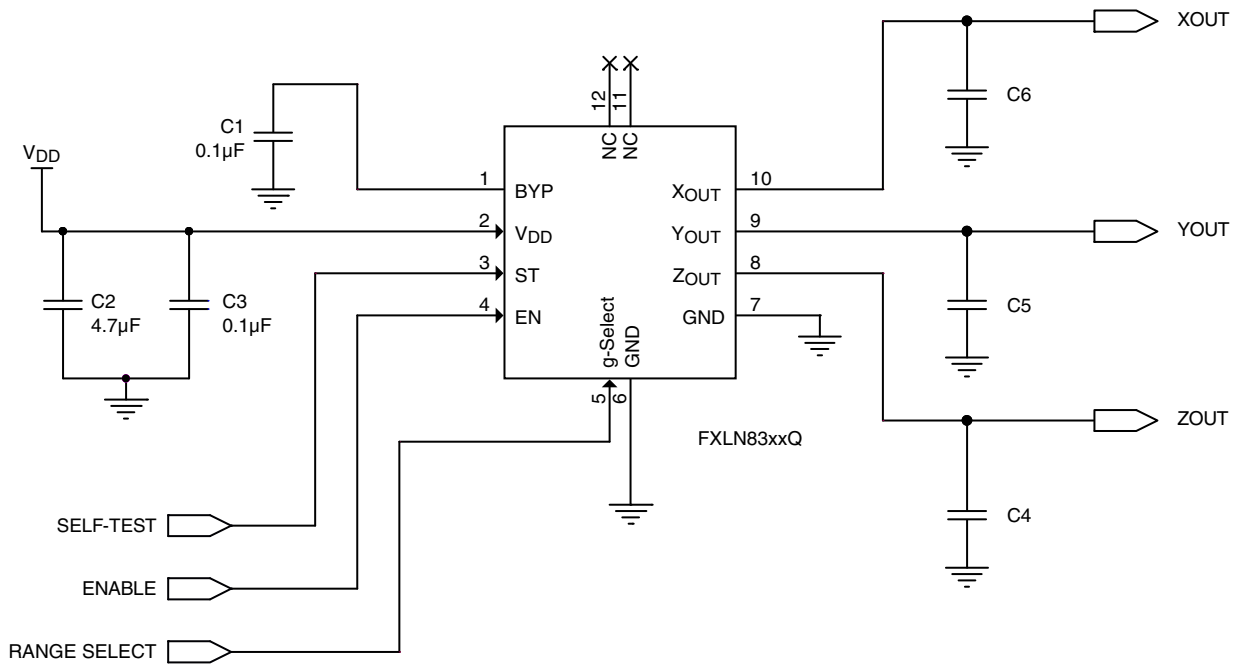 XOUT
C6
12
11
NC
NC
C1
0.1µF
VDD
1
BYP
XOUT
10
2
VDD
YOUT
9
YOUT
3
ST
ZOUT
8
C2
4.7µF
C3
0.1µF
4
EN
GND
7
C5
g-Select
GND
5
6
FXLN83xxQ
ZOUT
C4
SELF-TEST
ENABLE
RANGE SELECT